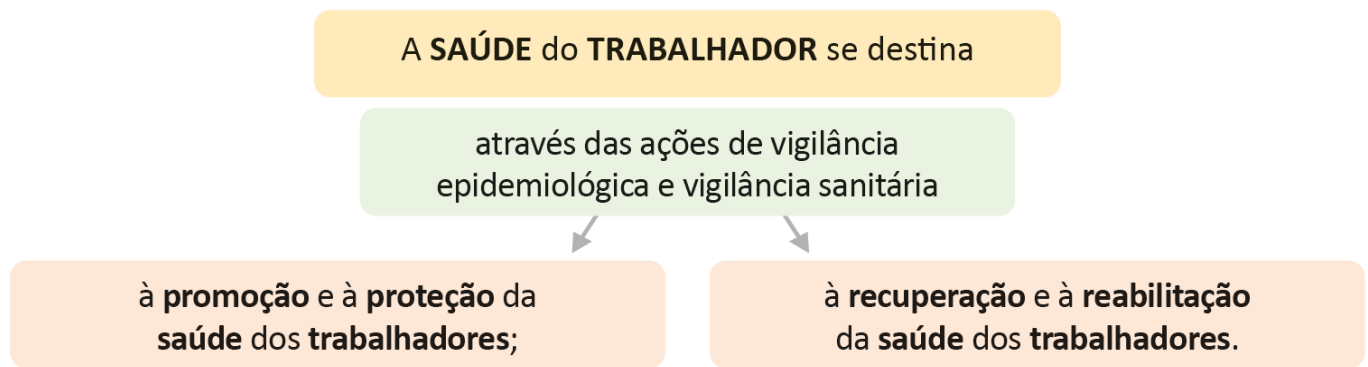 A SAÚDE do TRABALHADOR se destina
através das ações de vigilância
epidemiológica e vigilância sanitária
à promoção e à proteção da
saúde dos trabalhadores;
à recuperação e à reabilitação
da saúde dos trabalhadores.